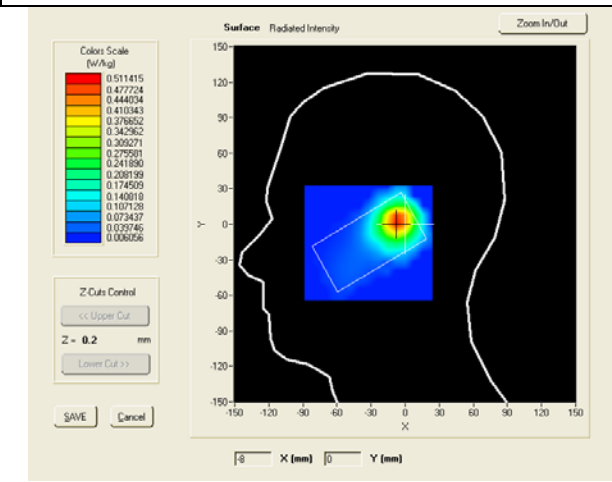 Surface Radiated Intensity
Zoom In/Out
Colors Scale
(W/kg)
0.511415
0.477724
0.444034
0.410343
0.376652
0.342962
0.309271
0.275581
0.241890
0.208199
0.174509
0.140818
0.107128
0.073437
0.039746
0.006056
Z-Cuts Control
<< Upper Cut
Z = 0.2 mm
Lower Cut >>
SAVE Cancel
150
120
90
60
30
0
-30
-60
-90
-120
-150
Y
-150 -120 -90 -60 -30 0 30 60 90 120 150
X
-8 X (mm) 0 Y (mm)